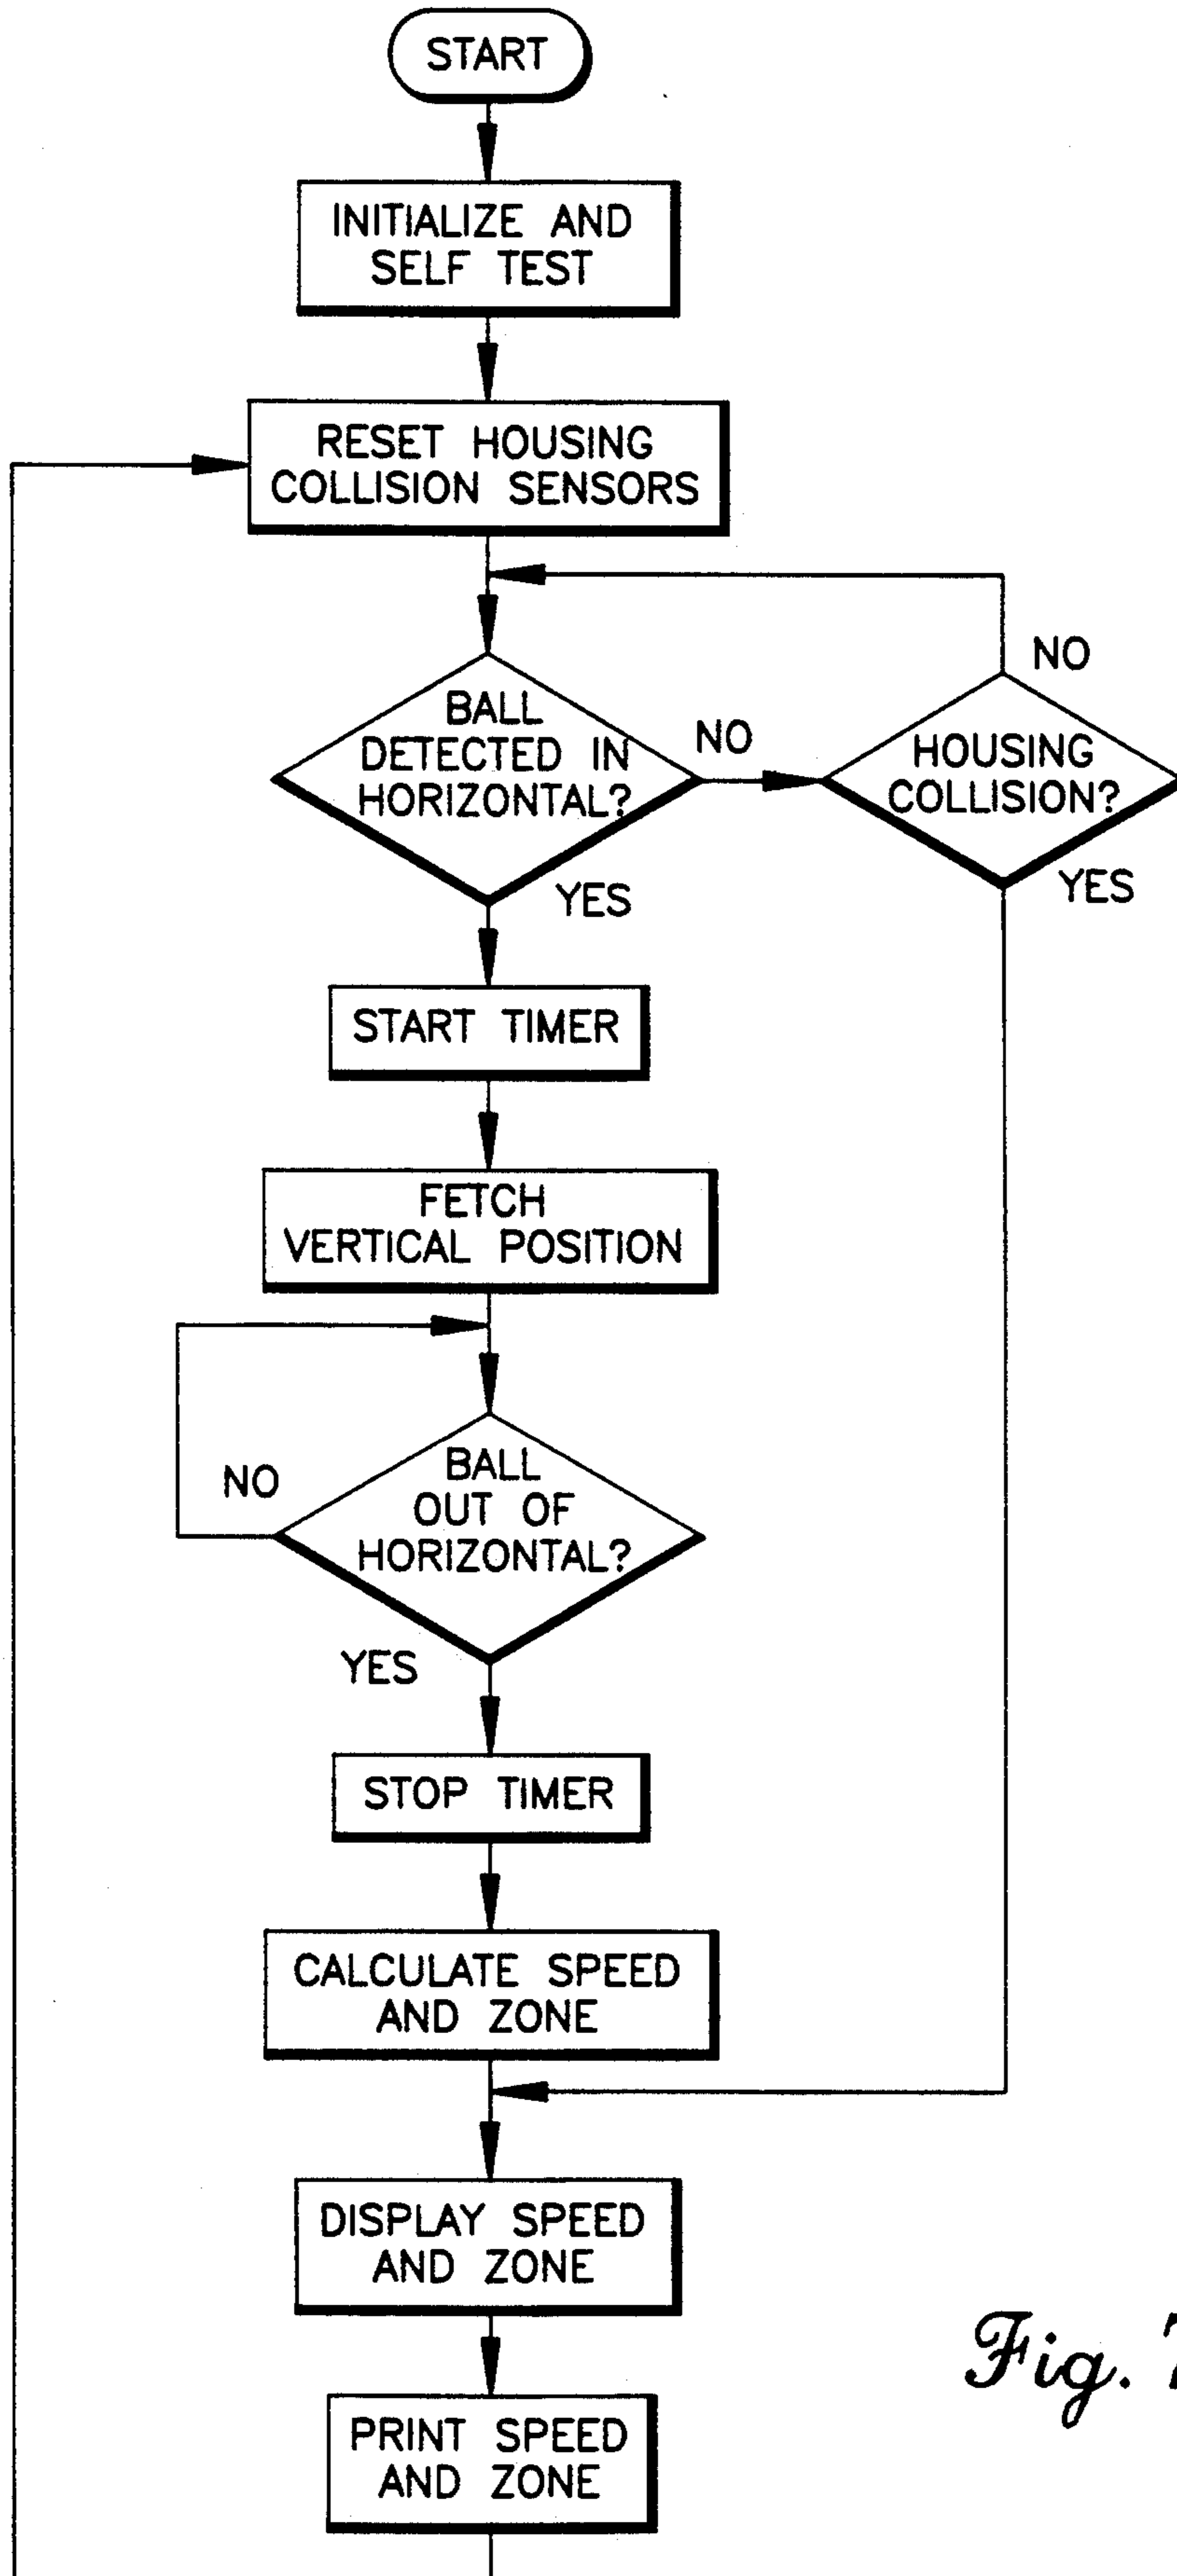 START
INITIALIZE AND
SELF TEST
RESET HOUSING
COLLISION SENSORS
BALL
DETECTED IN
HORIZONTAL?
NO
HOUSING
COLLISION?
NO
YES
YES
START TIMER
FETCH
VERTICAL POSITION
BALL
OUT OF
HORIZONTAL?
NO
YES
STOP TIMER
CALCULATE SPEED
AND ZONE
DISPLAY SPEED
AND ZONE
PRINT SPEED
AND ZONE
Fig.